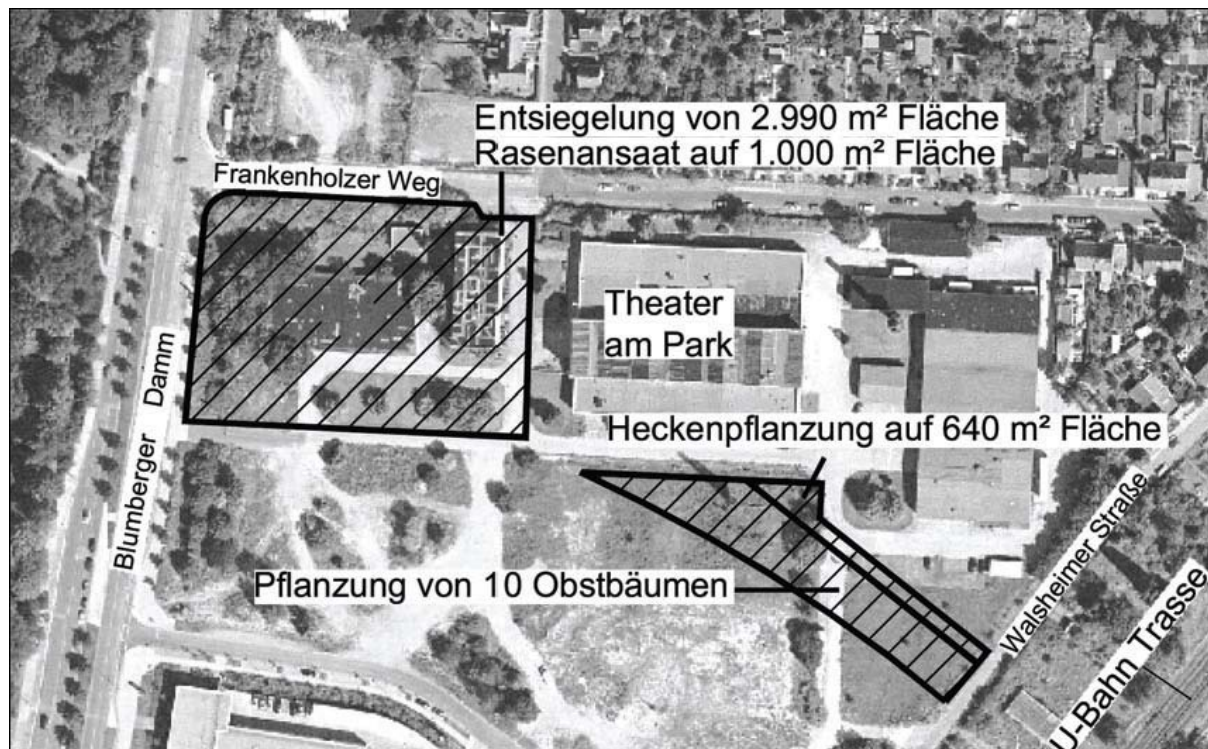 Entsiegelung von 2.990 m² Fläche
Rasenansaat auf 1.000 m² Fläche
Frankenholzer Weg
Theater
am Park
Blumberger Damm
Heckenpflanzung auf 640 m² Fläche
Pflanzung von 10 Obstbäumen
Walsheimer Straße
U-Bahn Trasse